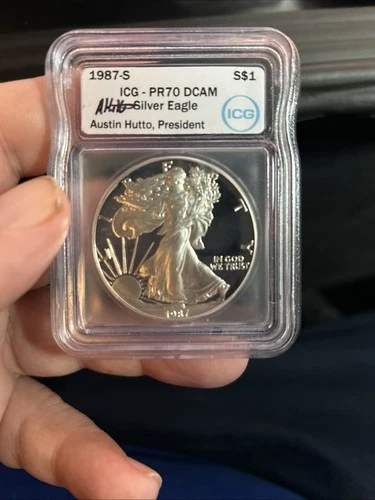 1987-S S$1
ICG - PR70 DCAM
Silver Eagle
Austin Hutto, President
ICG
IN GOD
WE TRUST
1987